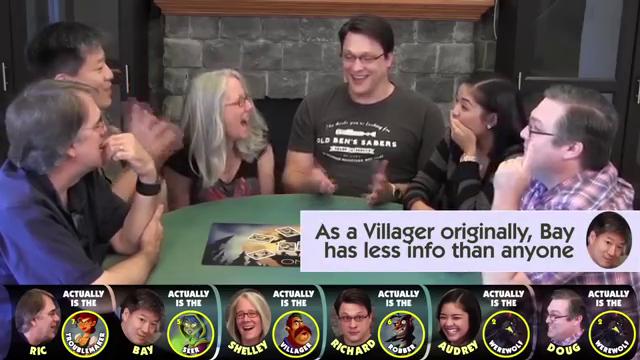 OLD BEN'S SABERS
As a Villager originally, Bay
has less info than anyone
ACTUALLY IS THE
TROUBLEMAKER
RIC
ACTUALLY IS THE
SEER
BAY
ACTUALLY IS THE
VILLAGER
SHELLEY
ACTUALLY IS THE
ROBBER
RICHARD
ACTUALLY IS THE
WEREWOLF
AUDREY
ACTUALLY IS THE
WEREWOLF
DOUG